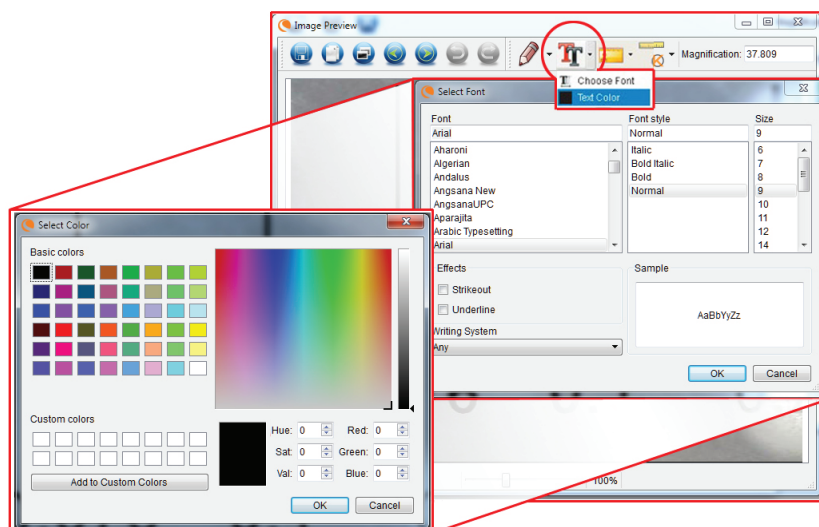 Image Preview
Magnification: 37.809
Choose Font
Text Color
Select Font
Font
Font style
Size
Arial
Normal
9
Aharoni
Algerian
Andalus
Angsana New
AngsanaUPC
Aparajita
Arabic Typesetting
Arial
Italic
Bold Italic
Bold
Normal
6
7
8
9
10
11
12
14
Effects
Strikeout
Underline
Sample
AaBbYyZz
Writing System
Any
OK
Cancel
Select Color
Basic colors
Custom colors
Add to Custom Colors
Hue: 0
Red: 0
Sat: 0
Green: 0
Val: 0
Blue: 0
OK
Cancel
100%